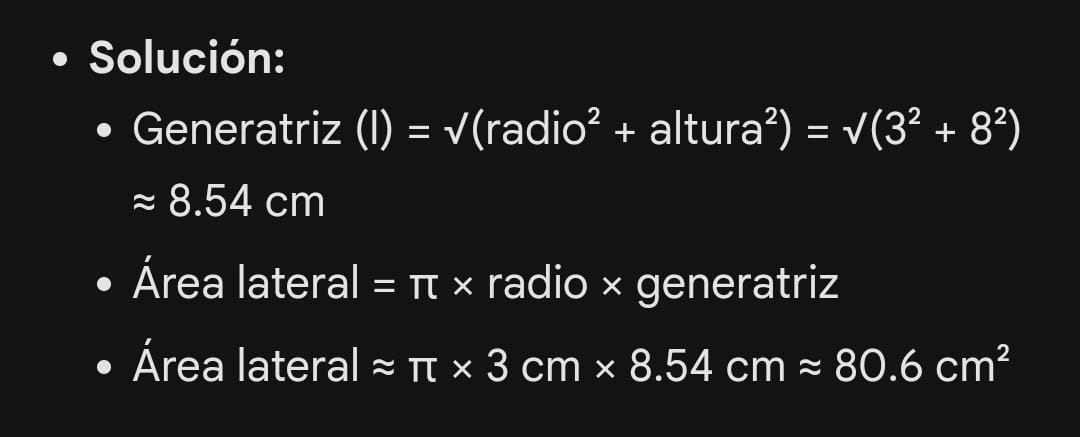 • Solución:
• Generatriz (l) = √(radio² + altura²) = √(3² + 8²)
≈ 8.54 cm
• Área lateral = π × radio × generatriz
• Área lateral ≈ π × 3 cm × 8.54 cm ≈ 80.6 cm²